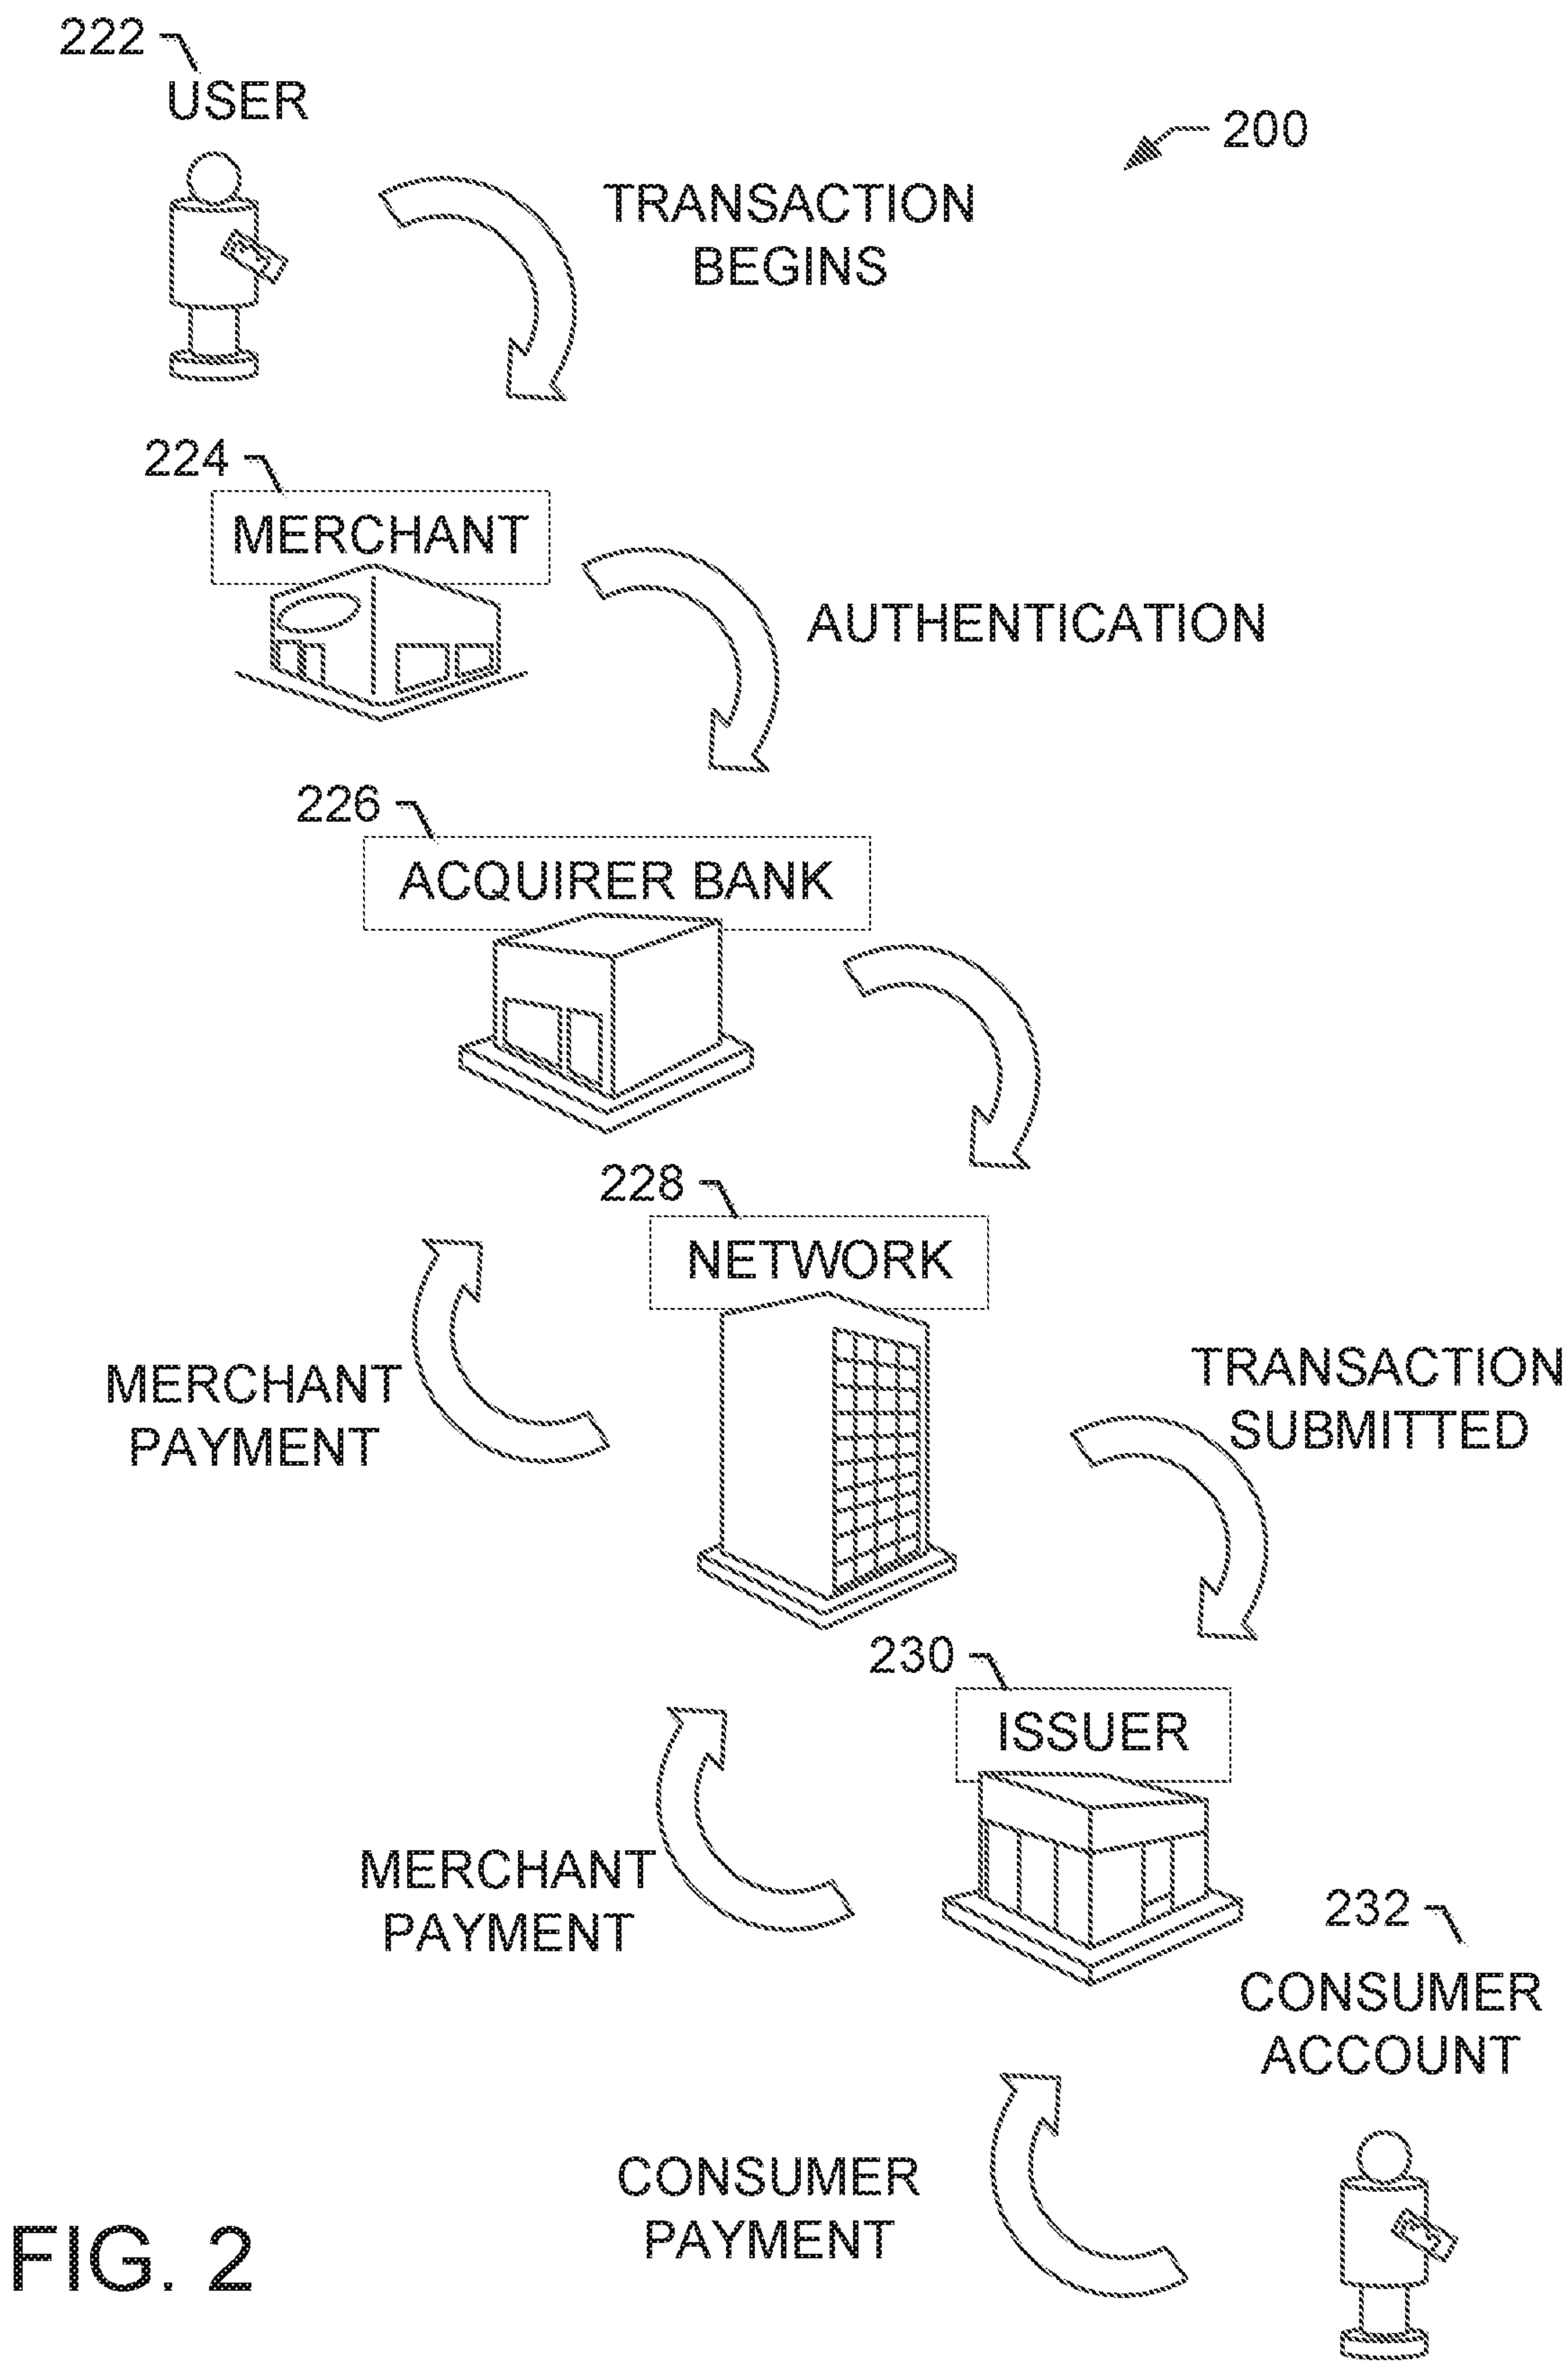 222
USER
200
TRANSACTION
BEGINS
224
MERCHANT
AUTHENTICATION
226
ACQUIRER BANK
228
NETWORK
MERCHANT
PAYMENT
TRANSACTION
SUBMITTED
230
ISSUER
MERCHANT
PAYMENT
232
CONSUMER
ACCOUNT
CONSUMER
PAYMENT
FIG. 2